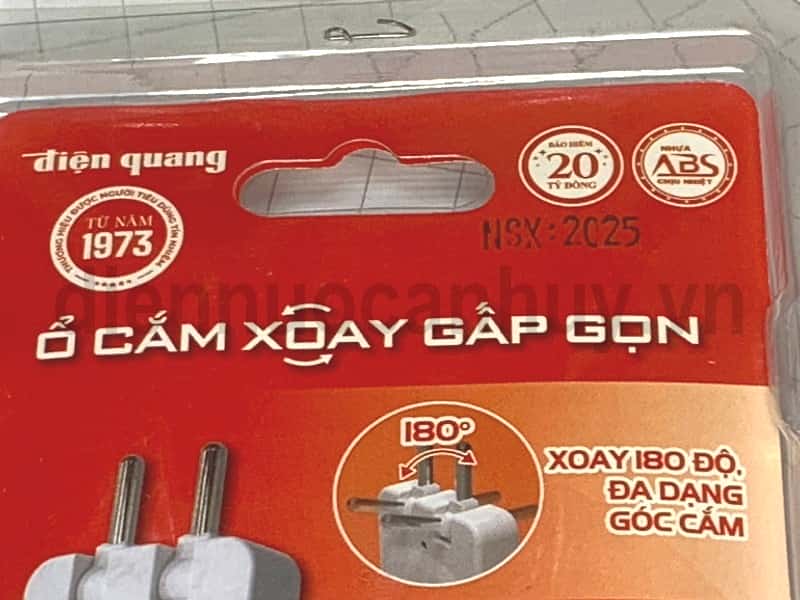 điện quang
THƯƠNG HIỆU ĐƯỢC NGƯỜI TIÊU DÙNG TÍN NHIỆM
TỪ NĂM
1973
BẢO HIỂM
20
TỶ ĐỒNG
NHỰA
ABS
CHỊU NHIỆT
NSX: 2025
diennuocanhuy.vn
Ổ CẮM XOAY GẤP GỌN
180°
XOAY 180 ĐỘ,
ĐA DẠNG
GÓC CẮM